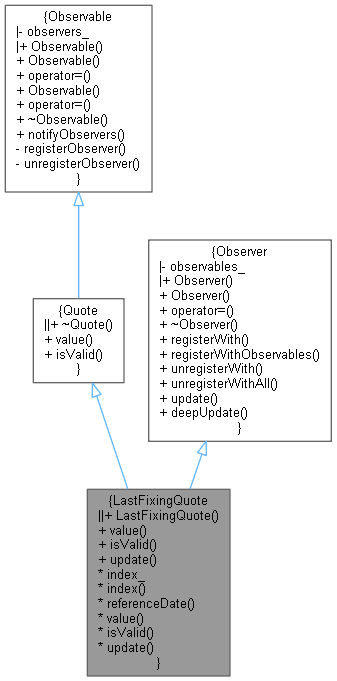 {Observable
|- observers_
|+ Observable()
+ Observable()
+ operator=()
+ Observable()
+ operator=()
+ ~Observable()
+ notifyObservers()
- registerObserver()
- unregisterObserver()
}
{Observer
|- observables_
|+ Observer()
+ Observer()
+ operator=()
+ ~Observer()
+ registerWith()
+ registerWithObservables()
+ unregisterWith()
+ unregisterWithAll()
+ update()
+ deepUpdate()
}
{Quote
||+ ~Quote()
+ value()
+ isValid()
}
{LastFixingQuote
||+ LastFixingQuote()
+ value()
+ isValid()
+ update()
* index_
* index()
* referenceDate()
* value()
* isValid()
* update()
}